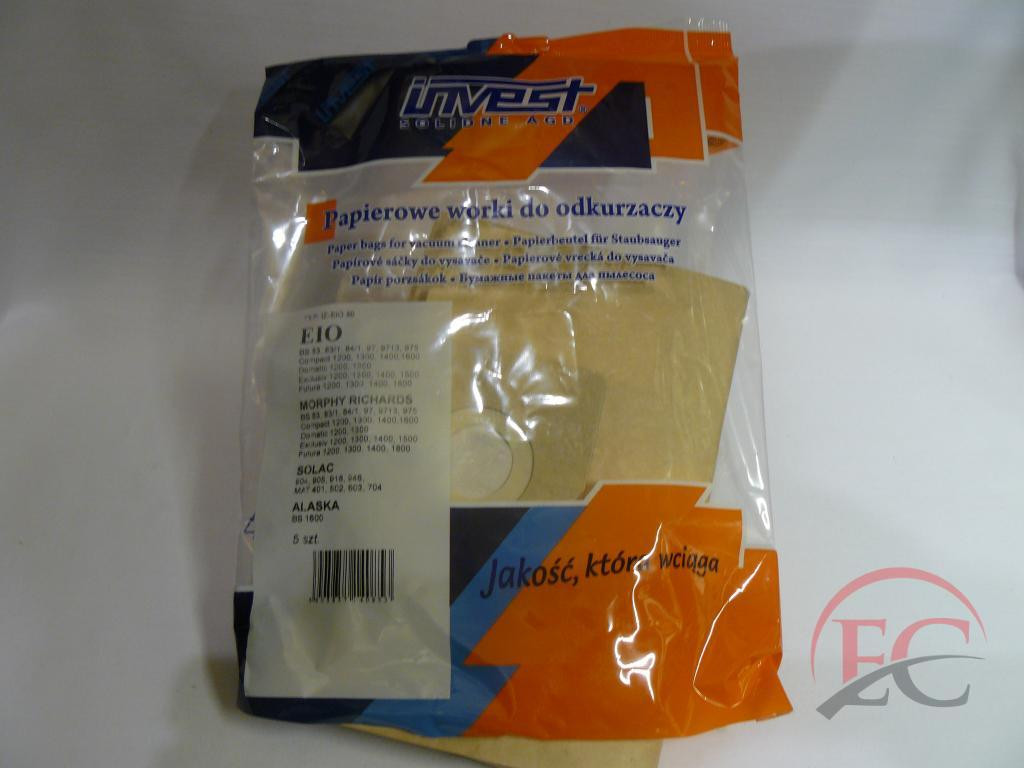 invest
SOLIDNE AGD
Papierowe worki do odkurzaczy
Paper bags for vacuum cleaner • Papierbeutel für Staubsauger
Papírové sáčky do vysavače • Papierové vrecká do vysavača
Papír porzsákok • Бумажные пакеты для пылесоса
EIO
BS 83, 83/1, 84/1, 97, 9713, 975
Compact 1200, 1300, 1400, 1600
Domatic 1200, 1300
Exclusiv 1200, 1300, 1400, 1500
Futura 1200, 1300, 1400, 1600
MORPHY RICHARDS
BS 83, 83/1, 84/1, 97, 9713, 975
Compact 1200, 1300, 1400, 1600
Domatic 1200, 1300
Exclusiv 1200, 1300, 1400, 1500
Futura 1200, 1300, 1400, 1600
SOLAC
MAT 401, 602, 603, 704
ALASKA
BS 1600
5 szt.
Jakość, która wciąga
EC